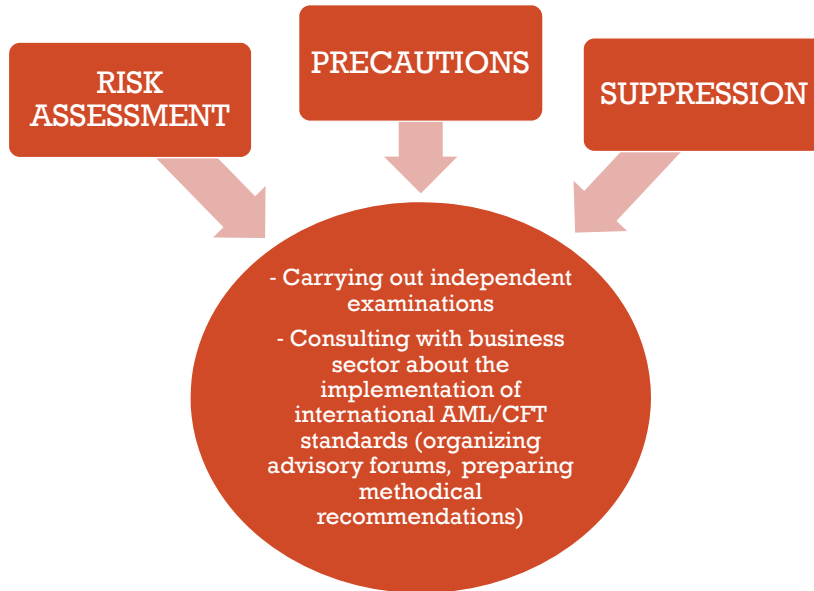 RISK
ASSESSMENT
PRECAUTIONS
SUPPRESSION
- Carrying out independent
examinations
- Consulting with business
sector about the
implementation of
international AML/CFT
standards (organizing
advisory forums, preparing
methodical
recommendations)